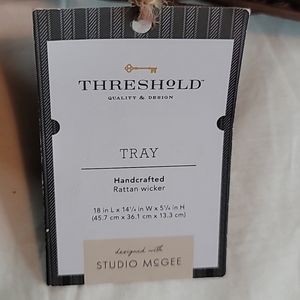 THRESHOLD™
QUALITY & DESIGN
TRAY
Handcrafted
Rattan wicker
18 in L x 14¼ in W x 5¼ in H
(45.7 cm x 36.1 cm x 13.3 cm)
designed with
STUDIO McGEE